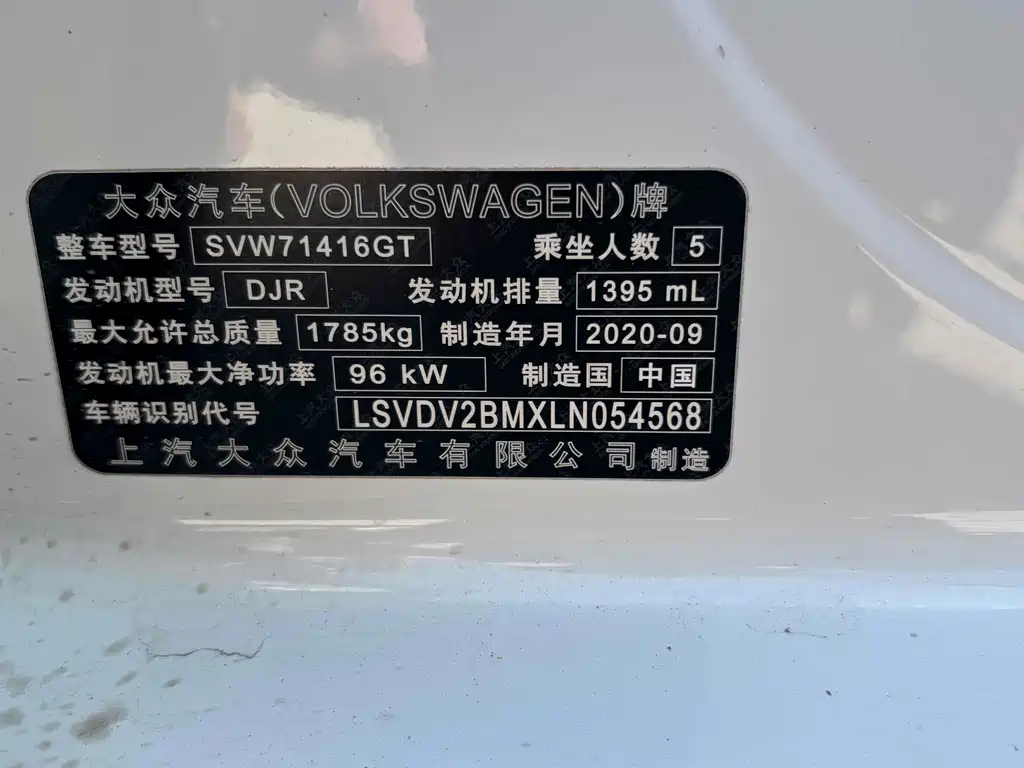 大众汽车(VOLKSWAGEN)牌
整车型号 SVW71416GT 乘坐人数 5
发动机型号 DJR 发动机排量 1395 mL
最大允许总质量 1785kg 制造年月 2020-09
发动机最大净功率 96 kW 制造国 中国
车辆识别代号 LSVDV2BMXLN054568
上汽大众汽车有限公司 制造